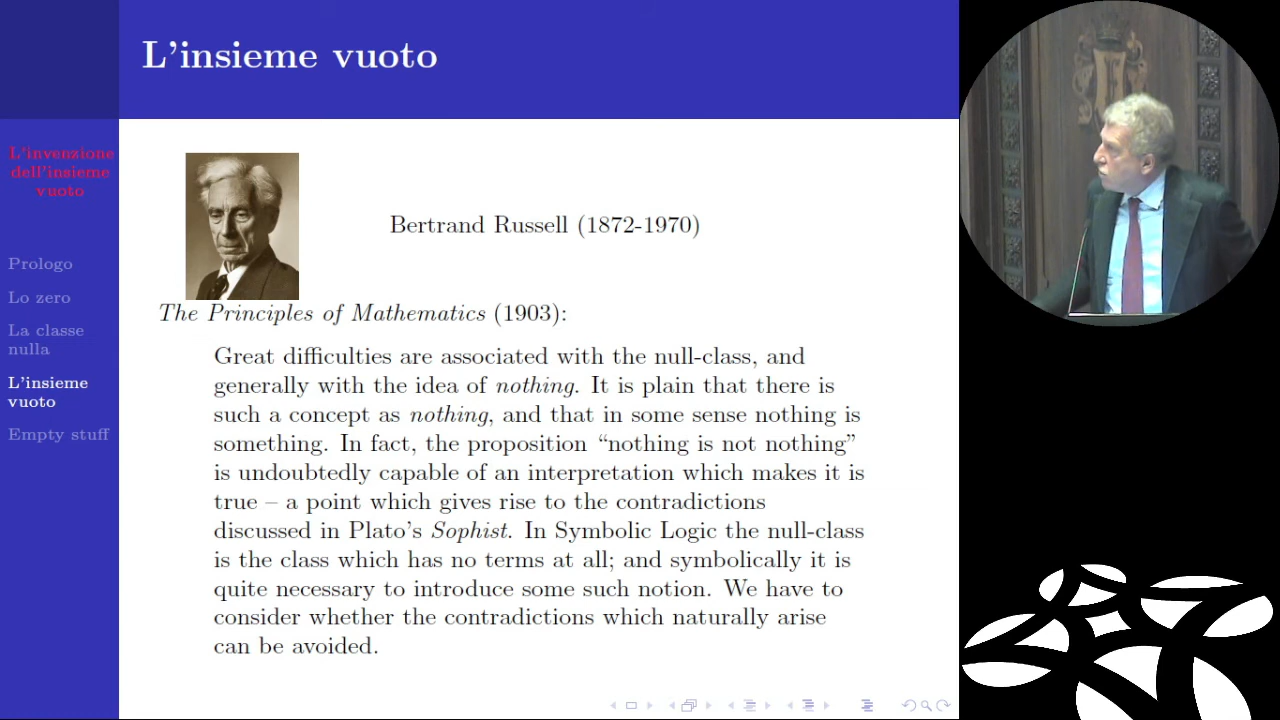 L'insieme vuoto
L'invenzione
dell'insieme
vuoto
Prologo
Lo zero
La classe
nulla
L'insieme
vuoto
Empty stuff
Bertrand Russell (1872-1970)
The Principles of Mathematics (1903):
Great difficulties are associated with the null-class, and
generally with the idea of nothing. It is plain that there is
such a concept as nothing, and that in some sense nothing is
something. In fact, the proposition “nothing is not nothing”
is undoubtedly capable of an interpretation which makes it is
true – a point which gives rise to the contradictions
discussed in Plato's Sophist. In Symbolic Logic the null-class
is the class which has no terms at all; and symbolically it is
quite necessary to introduce some such notion. We have to
consider whether the contradictions which naturally arise
can be avoided.